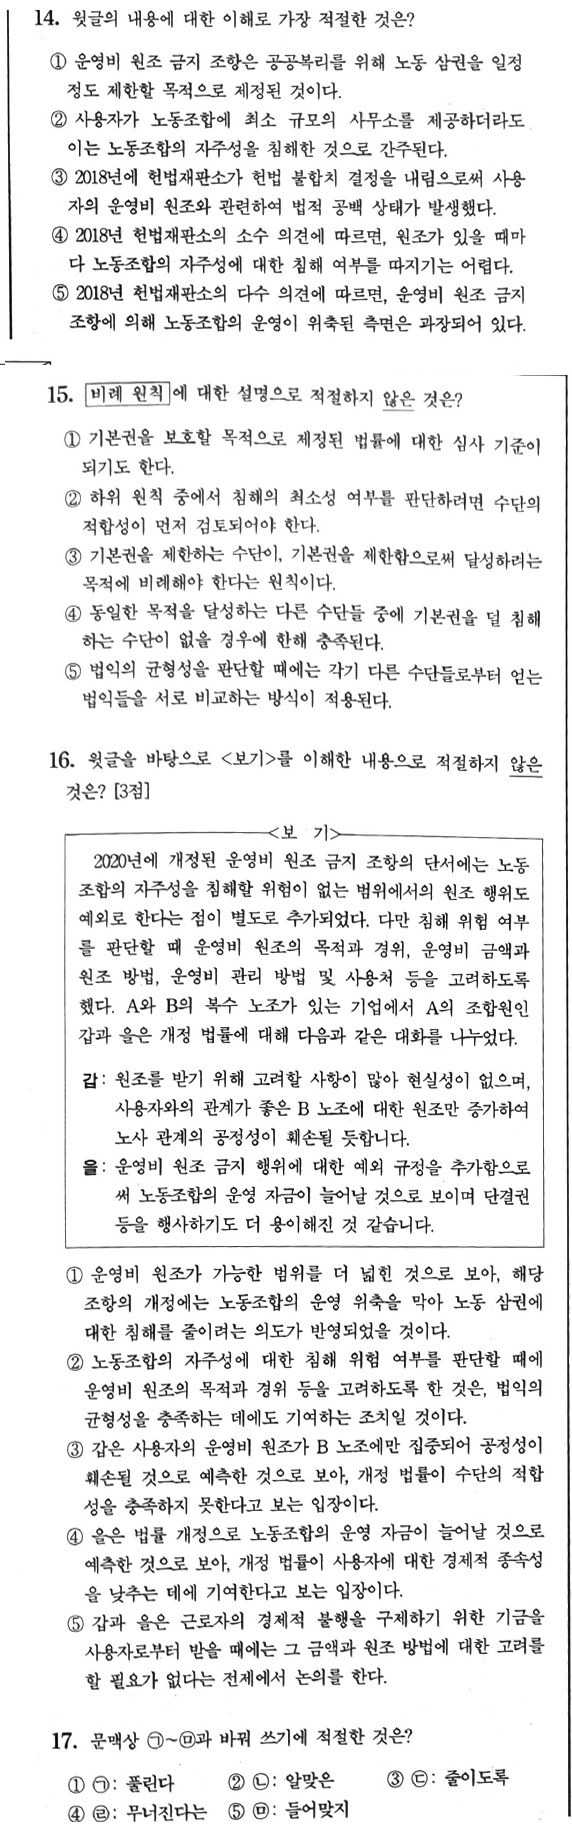 14. 윗글의 내용에 대한 이해로 가장 적절한 것은?
① 운영비 원조 금지 조항은 공공복리를 위해 노동 삼권을 일정
정도 제한할 목적으로 제정된 것이다.
② 사용자가 노동조합에 최소 규모의 사무소를 제공하더라도
이는 노동조합의 자주성을 침해한 것으로 간주된다.
③ 2018년에 헌법재판소가 헌법 불합치 결정을 내림으로써 사용
자의 운영비 원조와 관련하여 법적 공백 상태가 발생했다.
④ 2018년 헌법재판소의 소수 의견에 따르면, 원조가 있을 때마
다 노동조합의 자주성에 대한 침해 여부를 따지기는 어렵다.
⑤ 2018년 헌법재판소의 다수 의견에 따르면, 운영비 원조 금지
조항에 의해 노동조합의 운영이 위축된 측면은 과장되어 있다.
15. 비례 원칙에 대한 설명으로 적절하지 않은 것은?
① 기본권을 보호할 목적으로 제정된 법률에 대한 심사 기준이
되기도 한다.
② 하위 원칙 중에서 침해의 최소성 여부를 판단하려면 수단의
적합성이 먼저 검토되어야 한다.
③ 기본권을 제한하는 수단이, 기본권을 제한함으로써 달성하려는
목적에 비례해야 한다는 원칙이다.
④ 동일한 목적을 달성하는 다른 수단들 중에 기본권을 덜 침해
하는 수단이 없을 경우에 한해 충족된다.
⑤ 법익의 균형성을 판단할 때에는 각기 다른 수단들로부터 얻는
법익들을 서로 비교하는 방식이 적용된다.
16. 윗글을 바탕으로 <보기>를 이해한 내용으로 적절하지 않은
것은? [3점]
<보 기>
2020년에 개정된 운영비 원조 금지 조항의 단서에는 노동
조합의 자주성을 침해할 위험이 없는 범위에서의 원조 행위도
예외로 한다는 점이 별도로 추가되었다. 다만 침해 위험 여부
를 판단할 때 운영비 원조의 목적과 경위, 운영비 금액과
원조 방법, 운영비 관리 방법 및 사용처 등을 고려하도록
했다. A와 B의 복수 노조가 있는 기업에서 A의 조합원인
갑과 을은 개정 법률에 대해 다음과 같은 대화를 나누었다.
갑: 원조를 받기 위해 고려할 사항이 많아 현실성이 없으며,
사용자와의 관계가 좋은 B 노조에 대한 원조만 증가하여
노사 관계의 공정성이 훼손될 듯합니다.
을: 운영비 원조 금지 행위에 대한 예외 규정을 추가함으로
써 노동조합의 운영 자금이 늘어날 것으로 보이며 단결권
등을 행사하기도 더 용이해진 것 같습니다.
① 운영비 원조가 가능한 범위를 더 넓힌 것으로 보아, 해당
조항의 개정에는 노동조합의 운영 위축을 막아 노동 삼권에
대한 침해를 줄이려는 의도가 반영되었을 것이다.
② 노동조합의 자주성에 대한 침해 위험 여부를 판단할 때에
운영비 원조의 목적과 경위 등을 고려하도록 한 것은, 법익의
균형성을 충족하는 데에도 기여하는 조치일 것이다.
③ 갑은 사용자의 운영비 원조가 B 노조에만 집중되어 공정성이
훼손될 것으로 예측한 것으로 보아, 개정 법률이 수단의 적합
성을 충족하지 못한다고 보는 입장이다.
④ 을은 법률 개정으로 노동조합의 운영 자금이 늘어날 것으로
예측한 것으로 보아, 개정 법률이 사용자에 대한 경제적 종속성
을 낮추는 데에 기여한다고 보는 입장이다.
⑤ 갑과 을은 근로자의 경제적 불행을 구제하기 위한 기금을
사용자로부터 받을 때에는 그 금액과 원조 방법에 대한 고려를
할 필요가 없다는 전제에서 논의를 한다.
17. 문맥상 ㉠~㉤과 바꿔 쓰기에 적절한 것은?
① ㉠: 풀린다 ② ㉡: 알맞은 ③ ㉢: 줄이도록
④ ㉣: 무너진다는 ⑤ ㉤: 들어맞지